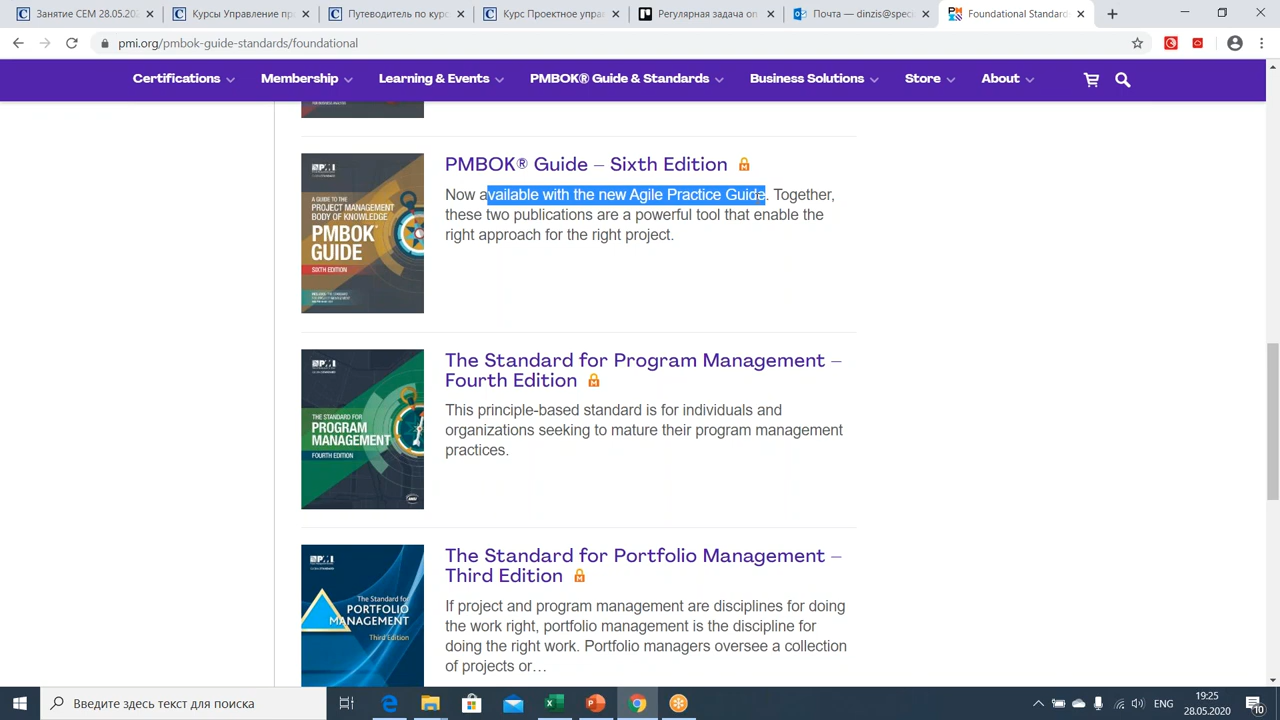 Занятие СЕМ 28.05.202
Курсы Управление пр
Путеводитель по курс
Курс Проектное упра
Регулярная задача оп
Почта — dinzis@spec
Foundational Standard
pmi.org/pmbok-guide-standards/foundational
Certifications
Membership
Learning & Events
PMBOK® Guide & Standards
Business Solutions
Store
About
PMBOK® Guide – Sixth Edition
Now available with the new Agile Practice Guide. Together,
these two publications are a powerful tool that enable the
right approach for the right project.
PMI
A GUIDE TO THE
PROJECT MANAGEMENT
BODY OF KNOWLEDGE
PMBOK
GUIDE
SIXTH EDITION
The Standard for Program Management –
Fourth Edition
This principle-based standard is for individuals and
organizations seeking to mature their program management
practices.
PMI
THE STANDARD FOR
PROGRAM
MANAGEMENT
FOURTH EDITION
The Standard for Portfolio Management –
Third Edition
If project and program management are disciplines for doing
the work right, portfolio management is the discipline for
doing the right work. Portfolio managers oversee a collection
of projects or…
PMI
The Standard for
PORTFOLIO
MANAGEMENT
Third Edition
Введите здесь текст для поиска
ENG
19:25
28.05.2020
10